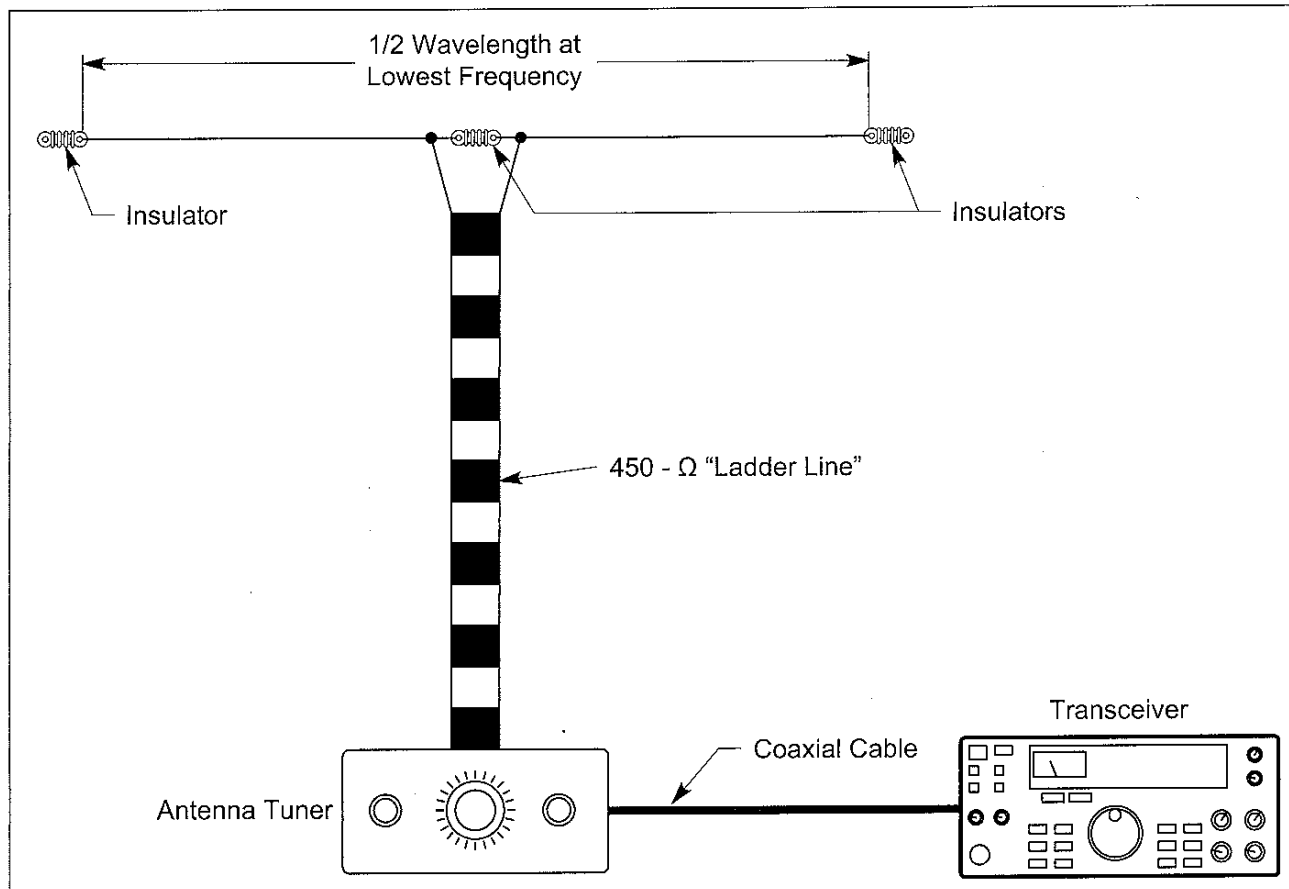 1/2 Wavelength at
Lowest Frequency
Insulator
Insulators
450 - Ω “Ladder Line”
Transceiver
Coaxial Cable
Antenna Tuner